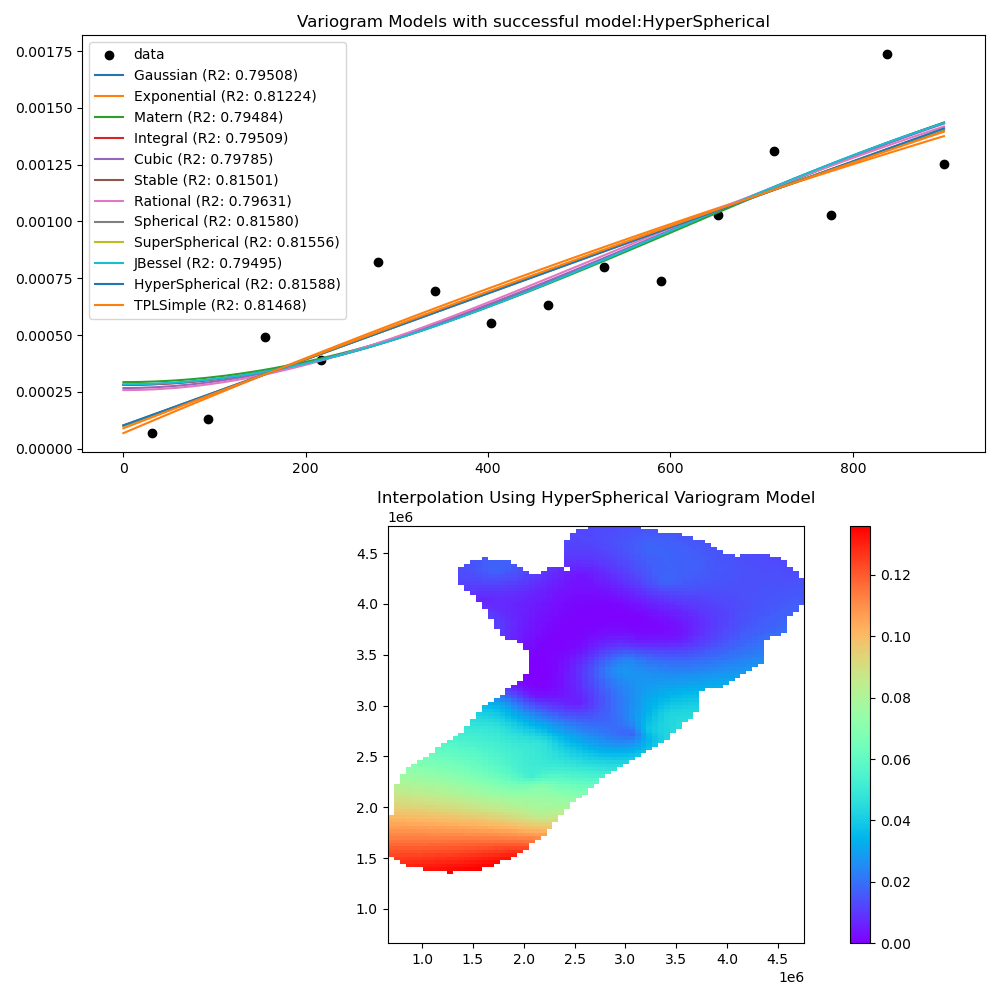 Variogram Models with successful model:HyperSpherical
0.00175
0.00150
0.00125
0.00100
0.00075
0.00050
0.00025
0.00000
data
Gaussian (R2: 0.79508)
Exponential (R2: 0.81224)
Matern (R2: 0.79484)
Integral (R2: 0.79509)
Cubic (R2: 0.79785)
Stable (R2: 0.81501)
Rational (R2: 0.79631)
Spherical (R2: 0.81580)
SuperSpherical (R2: 0.81556)
JBessel (R2: 0.79495)
HyperSpherical (R2: 0.81588)
TPLSimple (R2: 0.81468)
0 200 400 600 800
Interpolation Using HyperSpherical Variogram Model
1e6
4.5
4.0
3.5
3.0
2.5
2.0
1.5
1.0
1.0 1.5 2.0 2.5 3.0 3.5 4.0 4.5
1e6
0.12
0.10
0.08
0.06
0.04
0.02
0.00